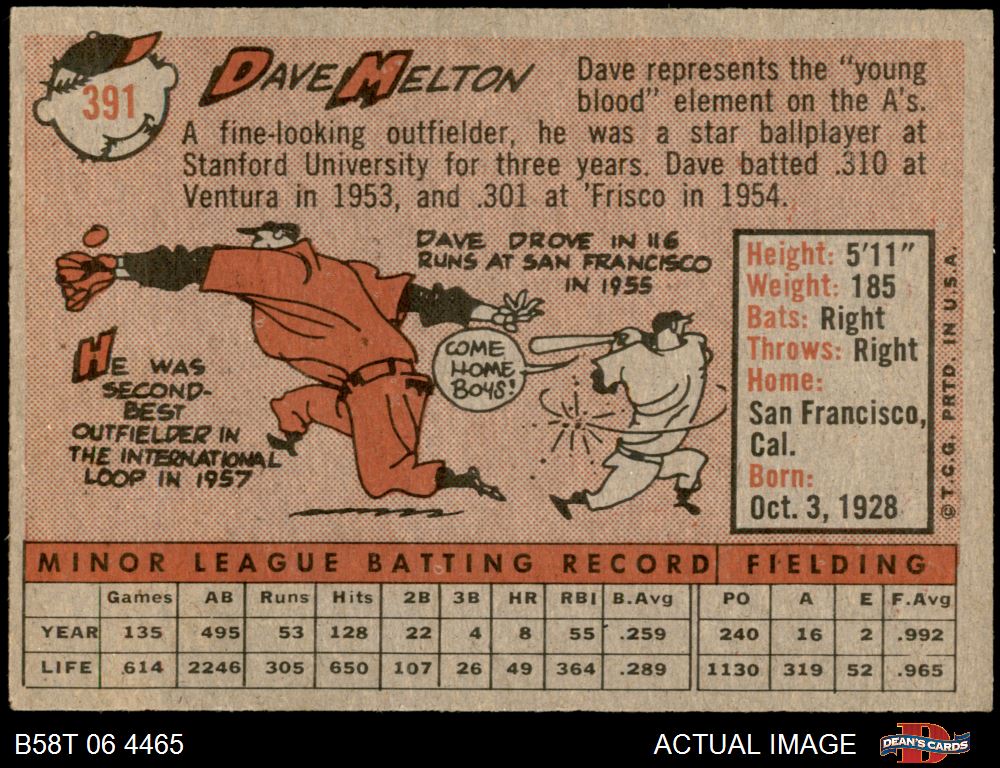 391
DAVE MELTON
Dave represents the “young
blood” element on the A's.
A fine-looking outfielder, he was a star ballplayer at
Stanford University for three years. Dave batted .310 at
Ventura in 1953, and .301 at 'Frisco in 1954.
DAVE DROVE IN 116
RUNS AT SAN FRANCISCO
IN 1955
HE WAS
SECOND-
BEST
OUTFIELDER IN
THE INTERNATIONAL
LOOP IN 1957
COME
HOME
BOYS!
Height: 5'11"
Weight: 185
Bats: Right
Throws: Right
Home:
San Francisco,
Cal.
Born:
Oct. 3, 1928
© T.C.G. PRTD. IN U.S.A.
MINOR LEAGUE BATTING RECORD FIELDING
Games AB Runs Hits 2B 3B HR RBI B.Avg PO A E F.Avg
YEAR 135 495 53 128 22 4 8 55 .259 240 16 2 .992
LIFE 614 2246 305 650 107 26 49 364 .289 1130 319 52 .965
B58T 06 4465
ACTUAL IMAGE
DEAN'S CARDS